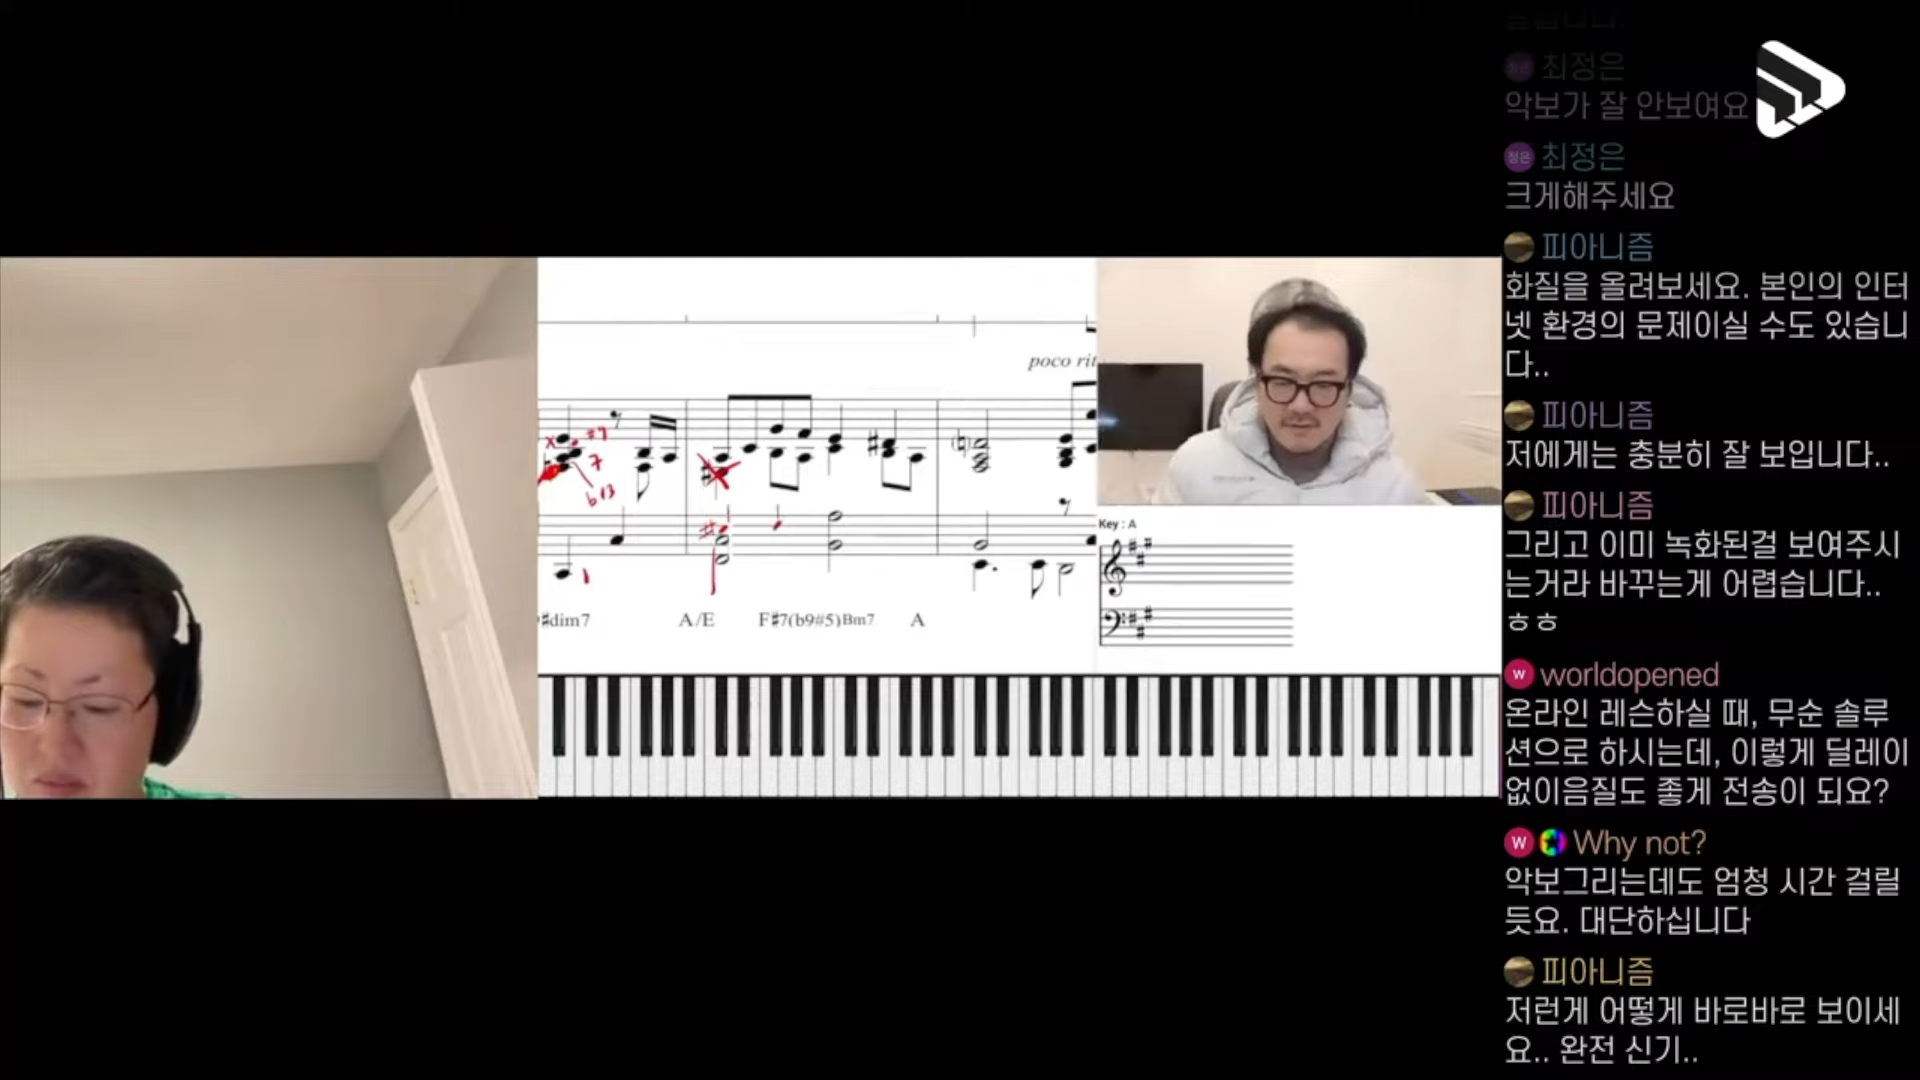 poco rit
x
#9
7
b13
#
1
#dim7
A/E
F#7(b9#5)Bm7
A
Key : A
최정은
악보가 잘 안보여요
정은 최정은
크게해주세요
피아니즘
화질을 올려보세요. 본인의 인터
넷 환경의 문제이실 수도 있습니
다..
피아니즘
저에게는 충분히 잘 보입니다..
피아니즘
그리고 이미 녹화된걸 보여주시
는거라 바꾸는게 어렵습니다..
ㅎㅎ
W worldopened
온라인 레슨하실 때, 무순 솔루
션으로 하시는데, 이렇게 딜레이
없이음질도 좋게 전송이 되요?
W Why not?
악보그리는데도 엄청 시간 걸릴
듯요. 대단하십니다
피아니즘
저런게 어떻게 바로바로 보이세
요.. 완전 신기..